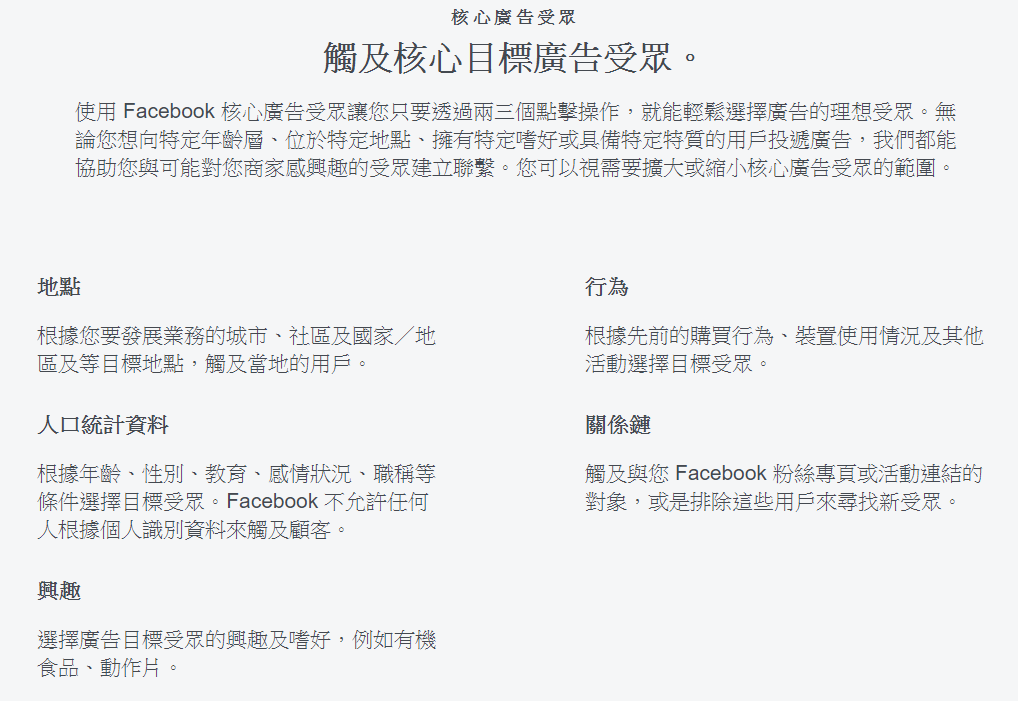 核心廣告受眾
觸及核心目標廣告受眾。
使用 Facebook 核心廣告受眾讓您只要透過兩三個點擊操作，就能輕鬆選擇廣告的理想受眾。無
論您想向特定年齡層、位於特定地點、擁有特定嗜好或具備特定特質的用戶投遞廣告，我們都能
協助您與可能對您商家感興趣的受眾建立聯繫。您可以視需要擴大或縮小核心廣告受眾的範圍。
地點
根據您要發展業務的城市、社區及國家／地
區及等目標地點，觸及當地的用戶。
人口統計資料
根據年齡、性別、教育、感情狀況、職稱等
條件選擇目標受眾。Facebook 不允許任何
人根據個人識別資料來觸及顧客。
興趣
選擇廣告目標受眾的興趣及嗜好，例如有機
食品、動作片。
行為
根據先前的購買行為、裝置使用情況及其他
活動選擇目標受眾。
關係鏈
觸及與您 Facebook 粉絲專頁或活動連結的
對象，或是排除這些用戶來尋找新受眾。